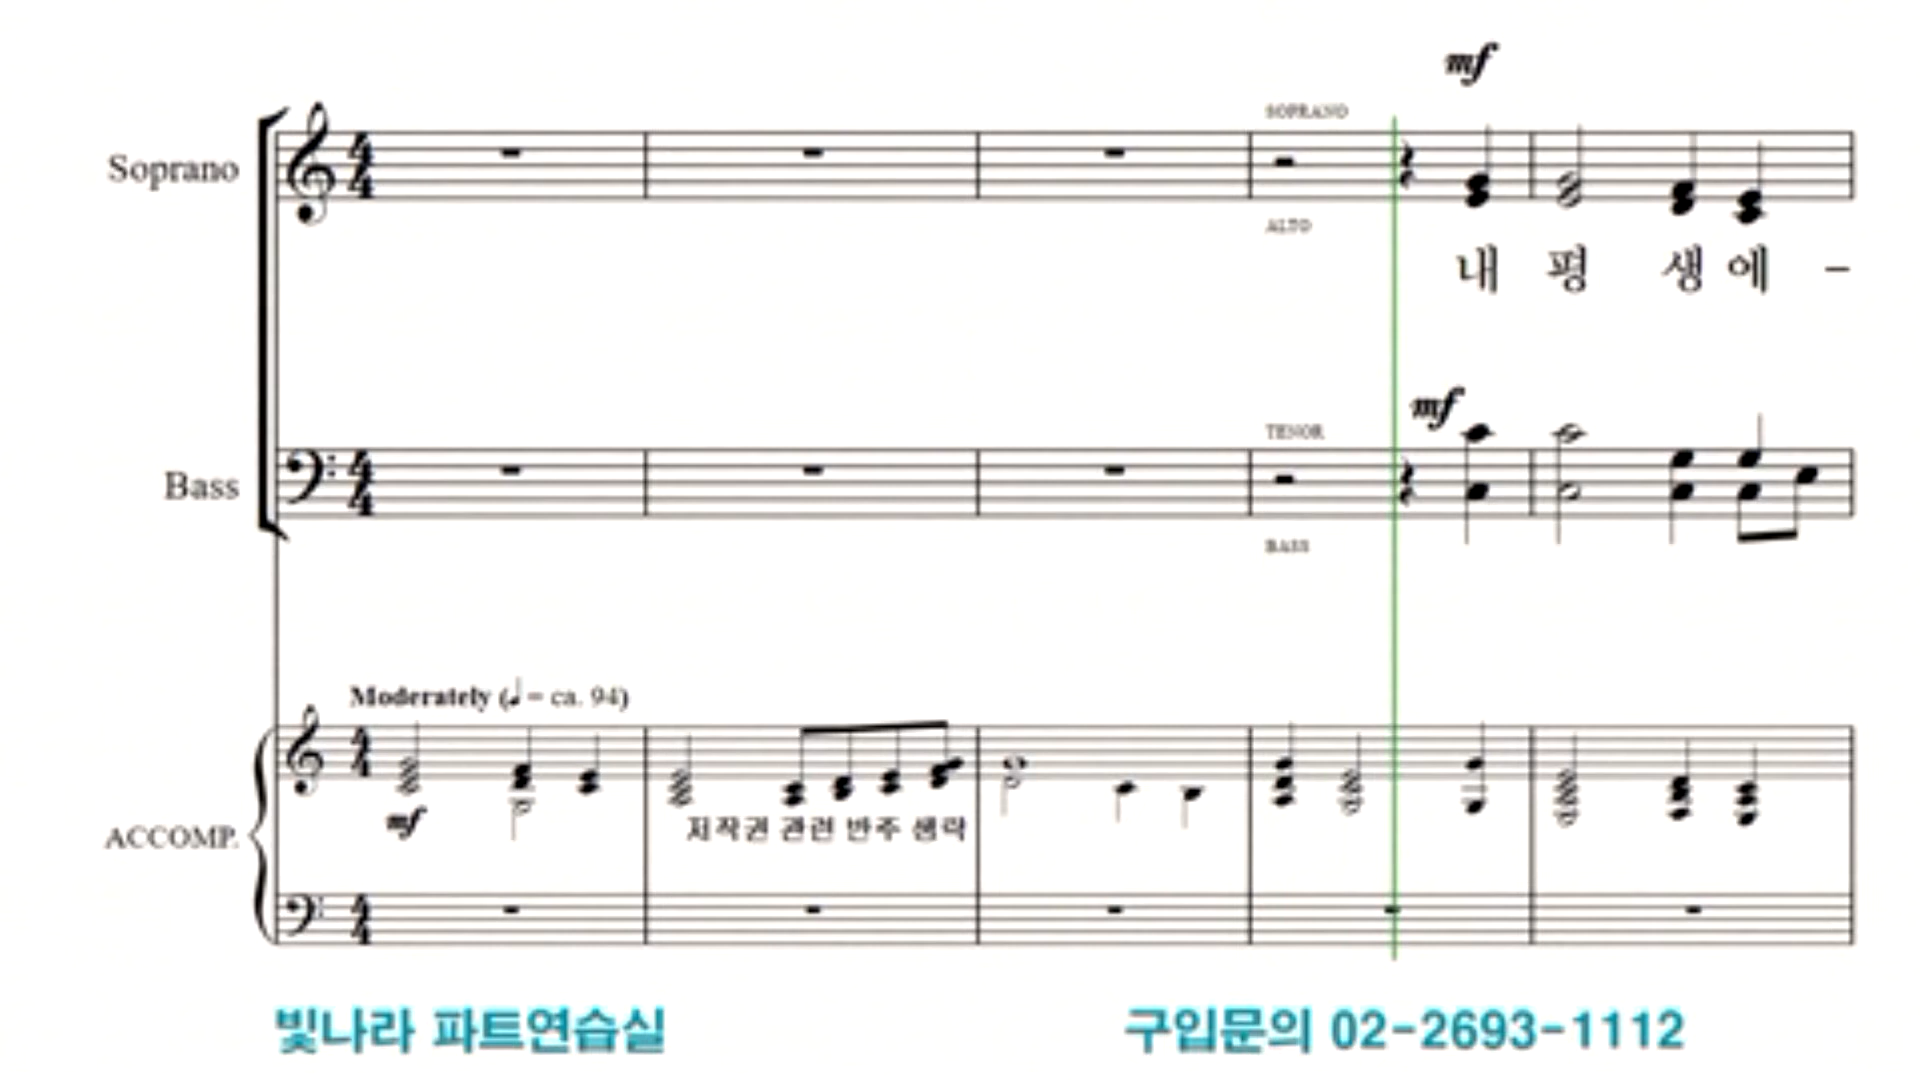 mf
SOPRANO
Soprano
ALTO
내 평 생 에 –
mf
TENOR
Bass
BASS
Moderately (♩ = ca. 94)
mf
저작권 관련 반주 생략
ACCOMP.
빛나라 파트연습실
구입문의 02-2693-1112